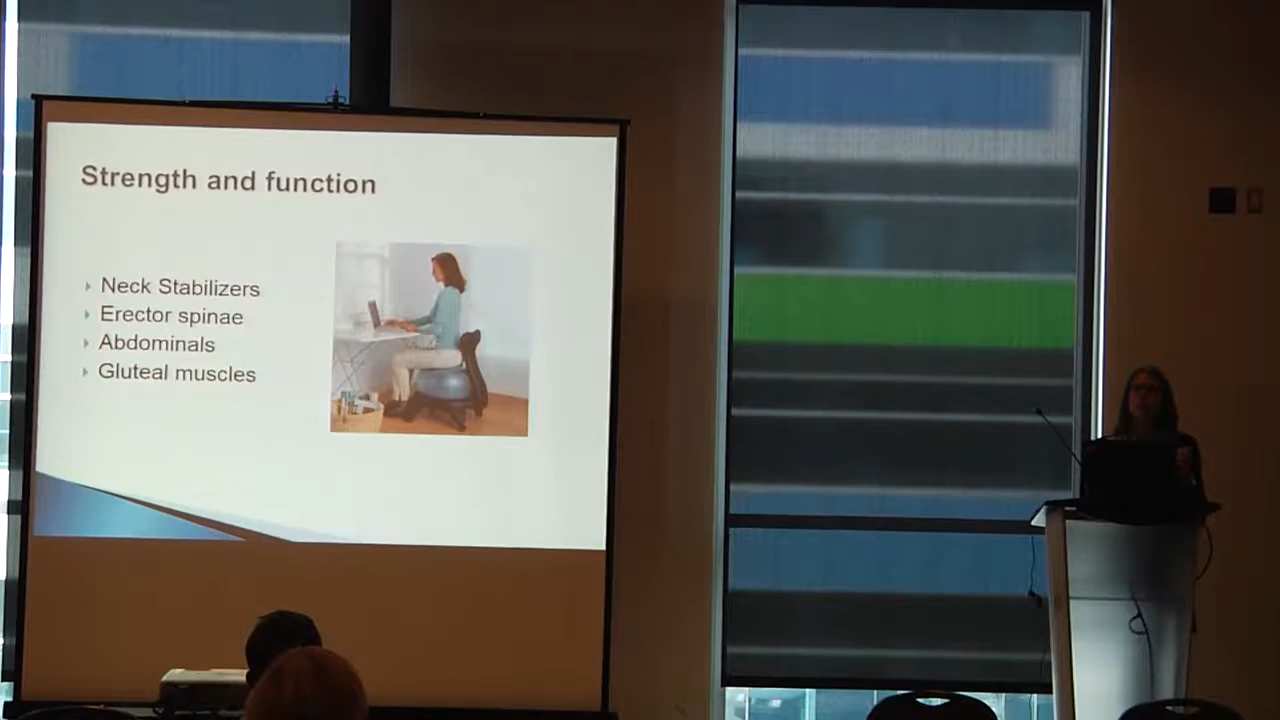 Strength and function
Neck Stabilizers
Erector spinae
Abdominals
Gluteal muscles